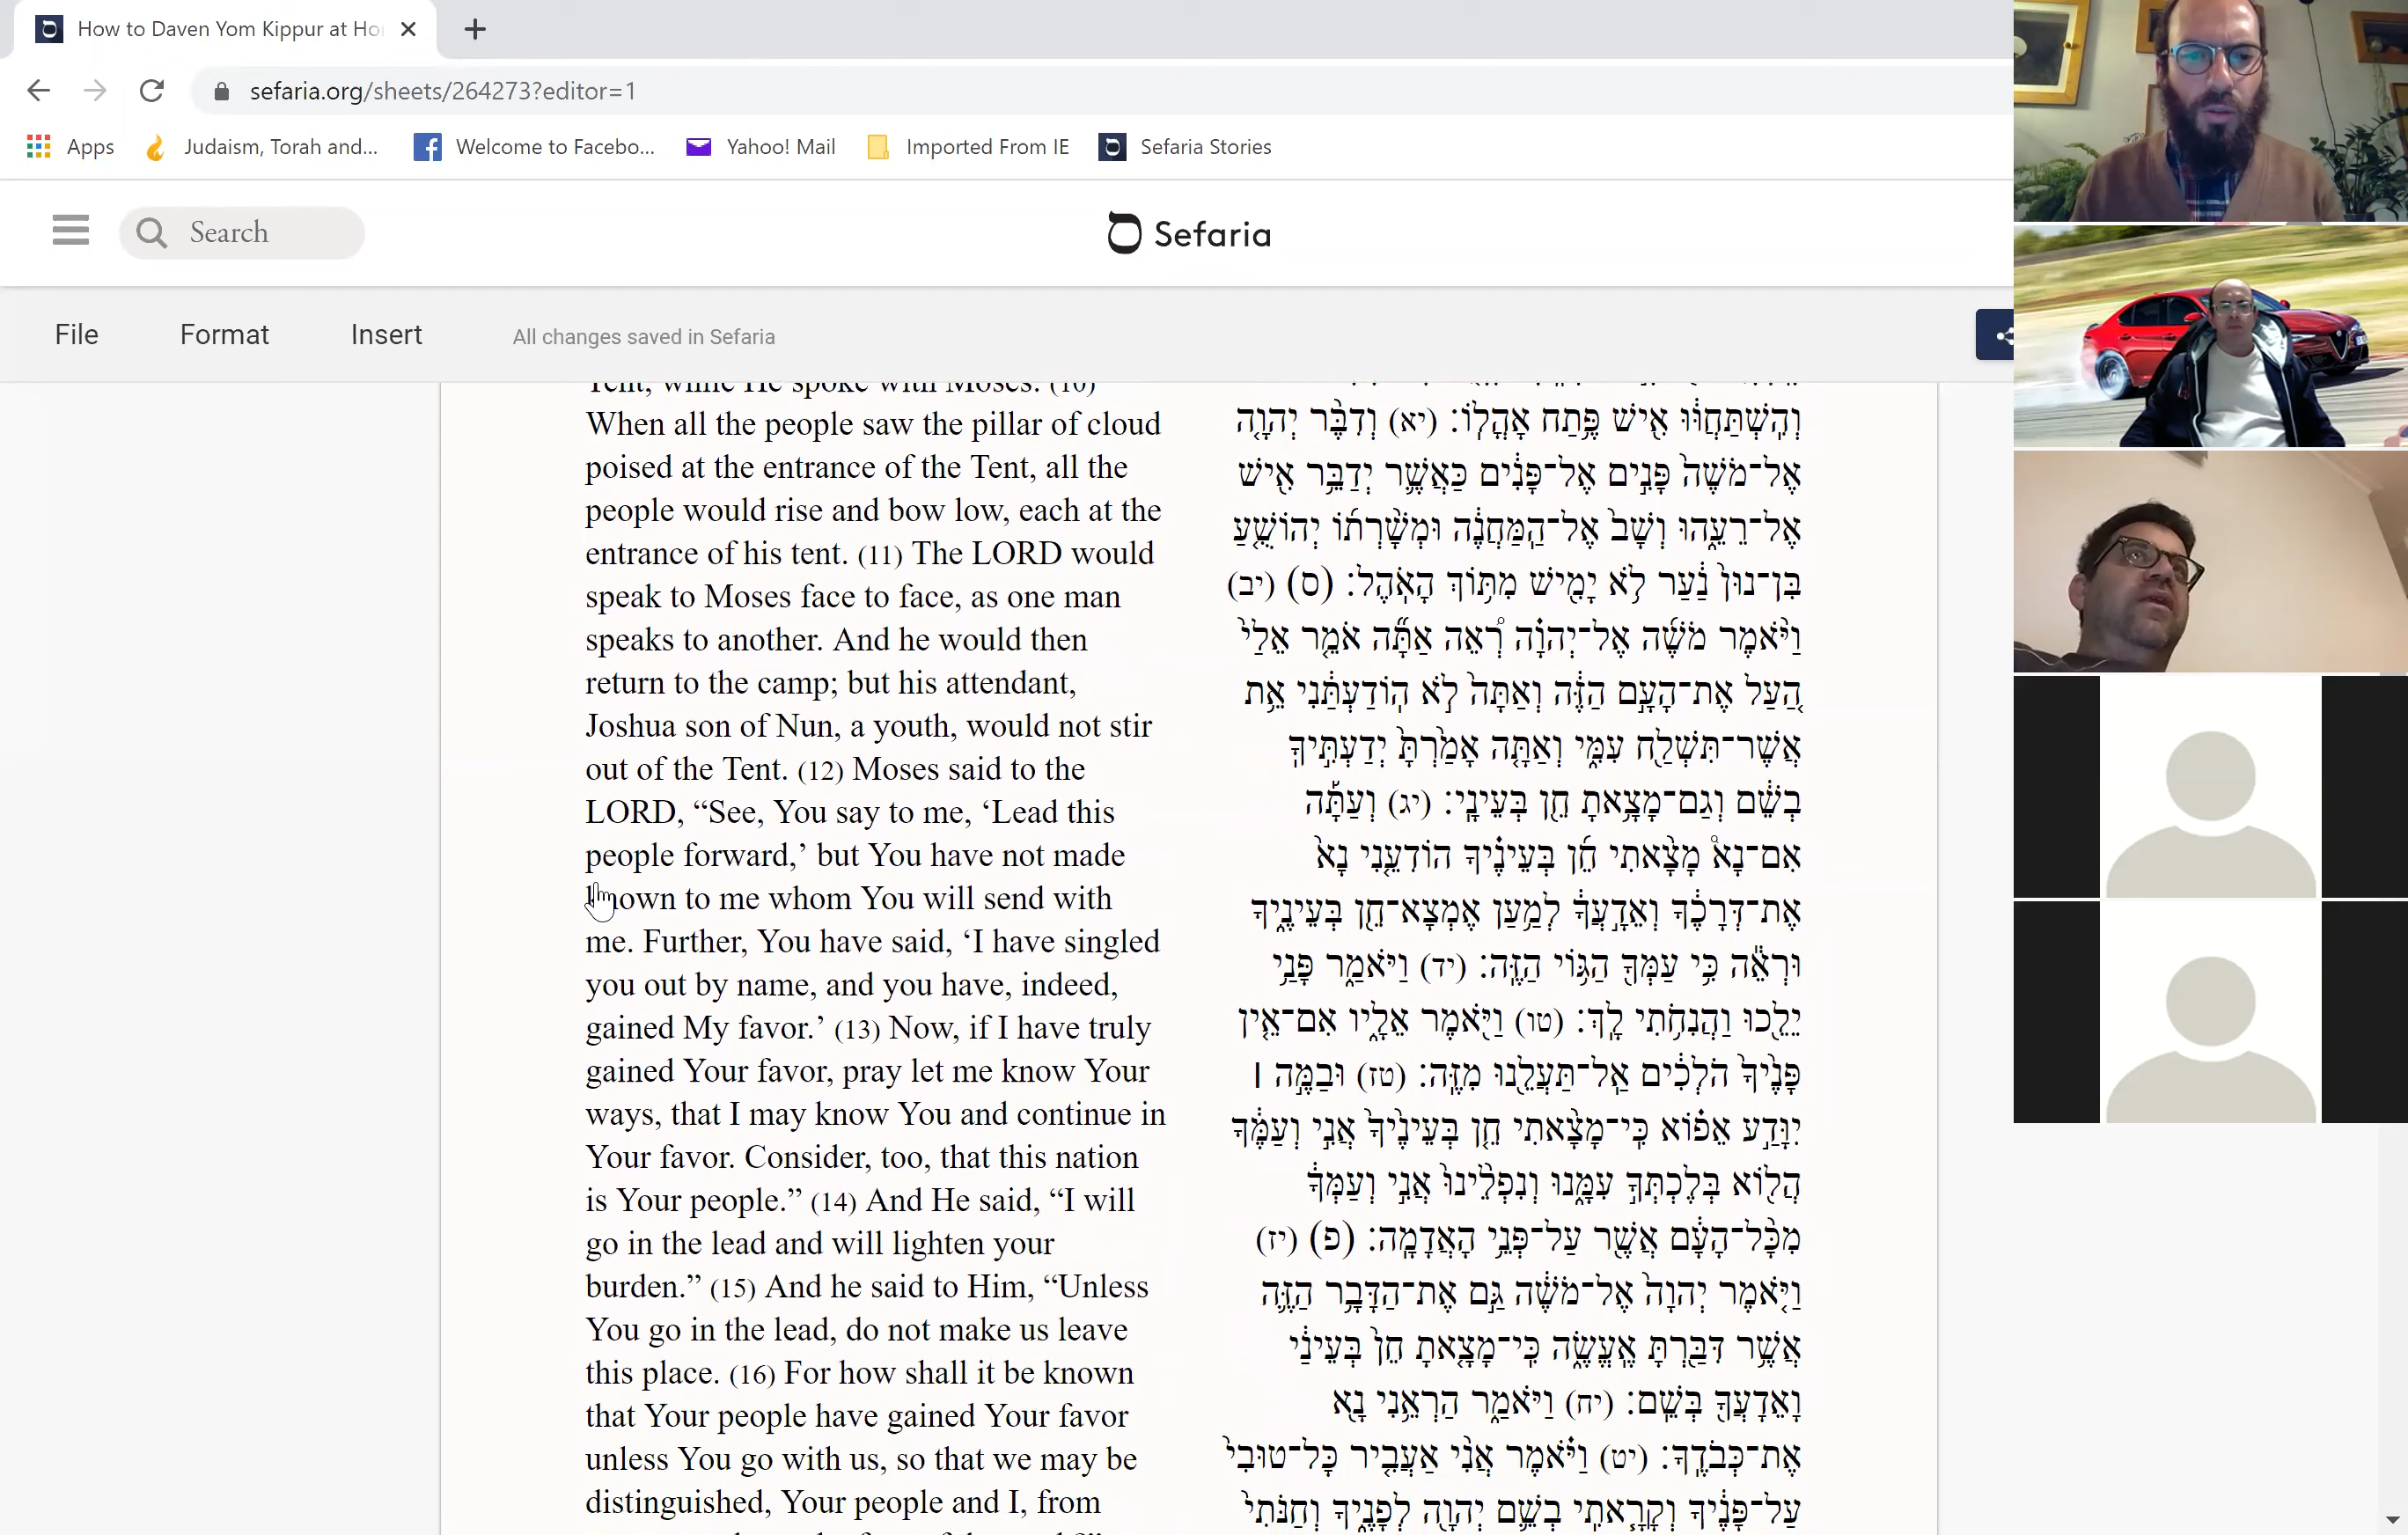 How to Daven Yom Kippur at Ho
sefaria.org/sheets/264273?editor=1
Apps
Judaism, Torah and...
Welcome to Facebo...
Yahoo! Mail
Imported From IE
Sefaria Stories
Search
Sefaria
File
Format
Insert
All changes saved in Sefaria
Tent, while He spoke with Moses. (10)
When all the people saw the pillar of cloud
poised at the entrance of the Tent, all the
people would rise and bow low, each at the
entrance of his tent. (11) The LORD would
speak to Moses face to face, as one man
speaks to another. And he would then
return to the camp; but his attendant,
Joshua son of Nun, a youth, would not stir
out of the Tent. (12) Moses said to the
LORD, “See, You say to me, ‘Lead this
people forward,’ but You have not made
known to me whom You will send with
me. Further, You have said, ‘I have singled
you out by name, and you have, indeed,
gained My favor.’ (13) Now, if I have truly
gained Your favor, pray let me know Your
ways, that I may know You and continue in
Your favor. Consider, too, that this nation
is Your people.” (14) And He said, “I will
go in the lead and will lighten your
burden.” (15) And he said to Him, “Unless
You go in the lead, do not make us leave
this place. (16) For how shall it be known
that Your people have gained Your favor
unless You go with us, so that we may be
distinguished, Your people and I, from
וְהִֽשְׁתַּחֲו֔וּ אִ֖ישׁ פֶּ֥תַח אָהֳלֽוֹ׃ (יא) וְדִבֶּ֨ר יְהוָ֤ה
אֶל־מֹשֶׁה֙ פָּנִ֣ים אֶל־פָּנִ֔ים כַּאֲשֶׁ֛ר יְדַבֵּ֥ר אִ֖ישׁ
אֶל־רֵעֵ֑הוּ וְשָׁב֙ אֶל־הַֽמַּחֲנֶ֔ה וּמְשָׁ֨רְת֜וֹ יְהוֹשֻׁ֤עַ
בִּן־נוּן֙ נַ֔עַר לֹ֥א יָמִ֖ישׁ מִתּ֥וֹךְ הָאֹֽהֶל׃ (ס) (יב)
וַיֹּ֨אמֶר מֹשֶׁ֜ה אֶל־יְהוָ֗ה רְ֠אֵה אַתָּ֞ה אֹמֵ֤ר אֵלַי֙
הַ֚עַל אֶת־הָעָ֣ם הַזֶּ֔ה וְאַתָּה֙ לֹ֣א הֽוֹדַעְתַּ֔נִי אֵ֥ת
אֲשֶׁר־תִּשְׁלַ֖ח עִמִּ֑י וְאַתָּ֤ה אָמַ֙רְתָּ֙ יְדַעְתִּ֣יךָֽ
בְשֵׁ֔ם וְגַם־מָצָ֥אתָ חֵ֖ן בְּעֵינָֽי׃ (יג) וְעַתָּ֡ה
אִם־נָא֩ מָצָ֨אתִי חֵ֜ן בְּעֵינֶ֗יךָ הוֹדִעֵ֤נִי נָא֙
אֶת־דְּרָכֶ֔ךָ וְאֵדָ֣עֲךָ֔ לְמַ֥עַן אֶמְצָא־חֵ֖ן בְּעֵינֶ֑יךָ
וּרְאֵ֕ה כִּ֥י עַמְּךָ֖ הַגּ֥וֹי הַזֶּֽה׃ (יד) וַיֹּאמַ֑ר פָּנַ֥י
יֵלֵ֖כוּ וַהֲנִחֹ֥תִי לָֽךְ׃ (טו) וַיֹּ֖אמֶר אֵלָ֑יו אִם־אֵ֤ין
פָּנֶ֙יךָ֙ הֹלְכִ֔ים אַֽל־תַּעֲלֵ֖נוּ מִזֶּֽה׃ (טז) וּבַמֶּ֣ה ׀
יִוָּדַ֣ע אֵפ֗וֹא כִּֽי־מָצָ֨אתִי חֵ֤ן בְּעֵינֶ֙יךָ֙ אֲנִ֣י וְעַמֶּ֔ךָ
הֲל֖וֹא בְּלֶכְתְּךָ֣ עִמָּ֑נוּ וְנִפְלֵ֙ינוּ֙ אֲנִ֣י וְעַמְּךָ֔
מִכָּ֨ל־הָעָ֔ם אֲשֶׁ֖ר עַל־פְּנֵ֥י הָאֲדָמָֽה׃ (פ) (יז)
וַיֹּ֤אמֶר יְהוָה֙ אֶל־מֹשֶׁ֔ה גַּ֣ם אֶת־הַדָּבָ֥ר הַזֶּ֛ה
אֲשֶׁ֥ר דִּבַּ֖רְתָּ אֶֽעֱשֶׂ֑ה כִּֽי־מָצָ֤אתָ חֵן֙ בְּעֵינַ֔י
וָאֵדָעֲךָ֖ בְּשֵֽׁם׃ (יח) וַיֹּאמַ֑ר הַרְאֵ֥נִי נָ֖א
אֶת־כְּבֹדֶֽךָ׃ (יט) וַיֹּ֗אמֶר אֲנִ֨י אַעֲבִ֤יר כָּל־טוּבִי֙
עַל־פָּנֶ֔יךָ וְקָרָ֧אתִֽי בְשֵׁ֛ם יְהוָ֖ה לְפָנֶ֑יךָ וְחַנֹּתִי֙